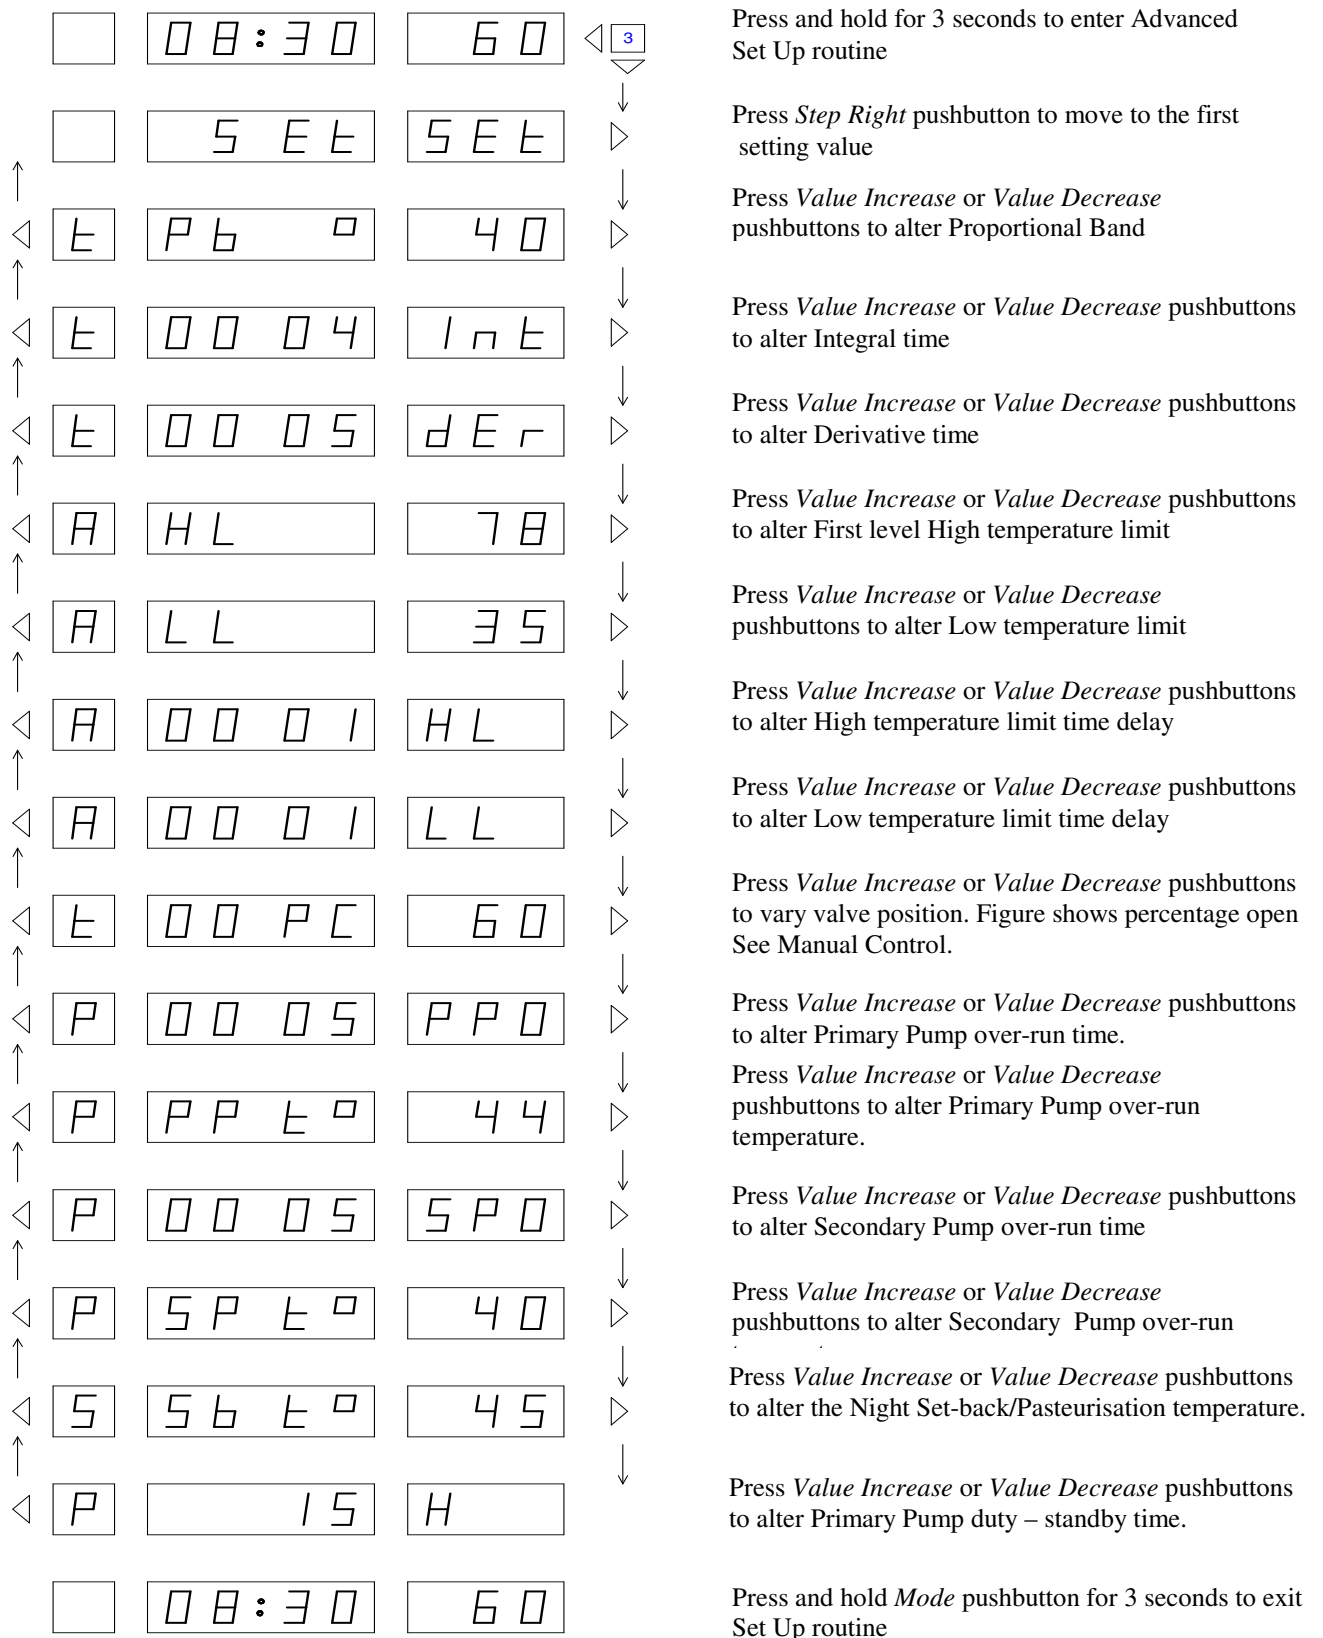 08:30 60 3 Press and hold for 3 seconds to enter Advanced
Set Up routine
SEt SEt Press Step Right pushbutton to move to the first
setting value
Press Value Increase or Value Decrease
t Pb o 40 pushbuttons to alter Proportional Band
Press Value Increase or Value Decrease pushbuttons
t 00 04 Int to alter Integral time
Press Value Increase or Value Decrease pushbuttons
t 00 05 dEr to alter Derivative time
Press Value Increase or Value Decrease pushbuttons
A HL 78 to alter First level High temperature limit
Press Value Increase or Value Decrease
A LL 35 pushbuttons to alter Low temperature limit
Press Value Increase or Value Decrease pushbuttons
A 00 01 HL to alter High temperature limit time delay
Press Value Increase or Value Decrease pushbuttons
A 00 01 LL to alter Low temperature limit time delay
Press Value Increase or Value Decrease pushbuttons
t 00 PC 60 to vary valve position. Figure shows percentage open
See Manual Control.
Press Value Increase or Value Decrease pushbuttons
P 00 05 PPO to alter Primary Pump over-run time.
Press Value Increase or Value Decrease
P PP to 44 pushbuttons to alter Primary Pump over-run
temperature.
Press Value Increase or Value Decrease pushbuttons
P 00 05 SPO to alter Secondary Pump over-run time
Press Value Increase or Value Decrease
P SP to 40 pushbuttons to alter Secondary Pump over-run
Press Value Increase or Value Decrease pushbuttons
S Sb to 45 to alter the Night Set-back/Pasteurisation temperature.
Press Value Increase or Value Decrease pushbuttons
P 15 H to alter Primary Pump duty – standby time.
08:30 60 Press and hold Mode pushbutton for 3 seconds to exit
Set Up routine